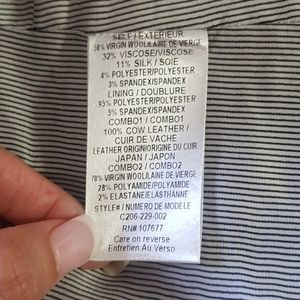 SELF / EXTERIEUR
50% VIRGIN WOOL/LAINE DE VIERGE
32% VISCOSE/VISCOSE
11% SILK / SOIE
4% POLYESTER/POLYESTER
3% SPANDEX/SPANDEX
LINING / DOUBLURE
95% POLYESTER/POLYESTER
5% SPANDEX/SPANDEX
COMBO1 / COMBO1
100% COW LEATHER /
CUIR DE VACHE
LEATHER ORIGIN/ORIGINE DU CUIR
JAPAN / JAPON
COMBO2 / COMBO2
70% VIRGIN WOOL/LAINE DE VIERGE
28% POLYAMIDE/POLYAMIDE
2% ELASTANE/ELASTHANNE
STYLE# / NUMERO DE MODELE
C206-229-002
RN# 107677
Care on reverse
Entretien Au Verso